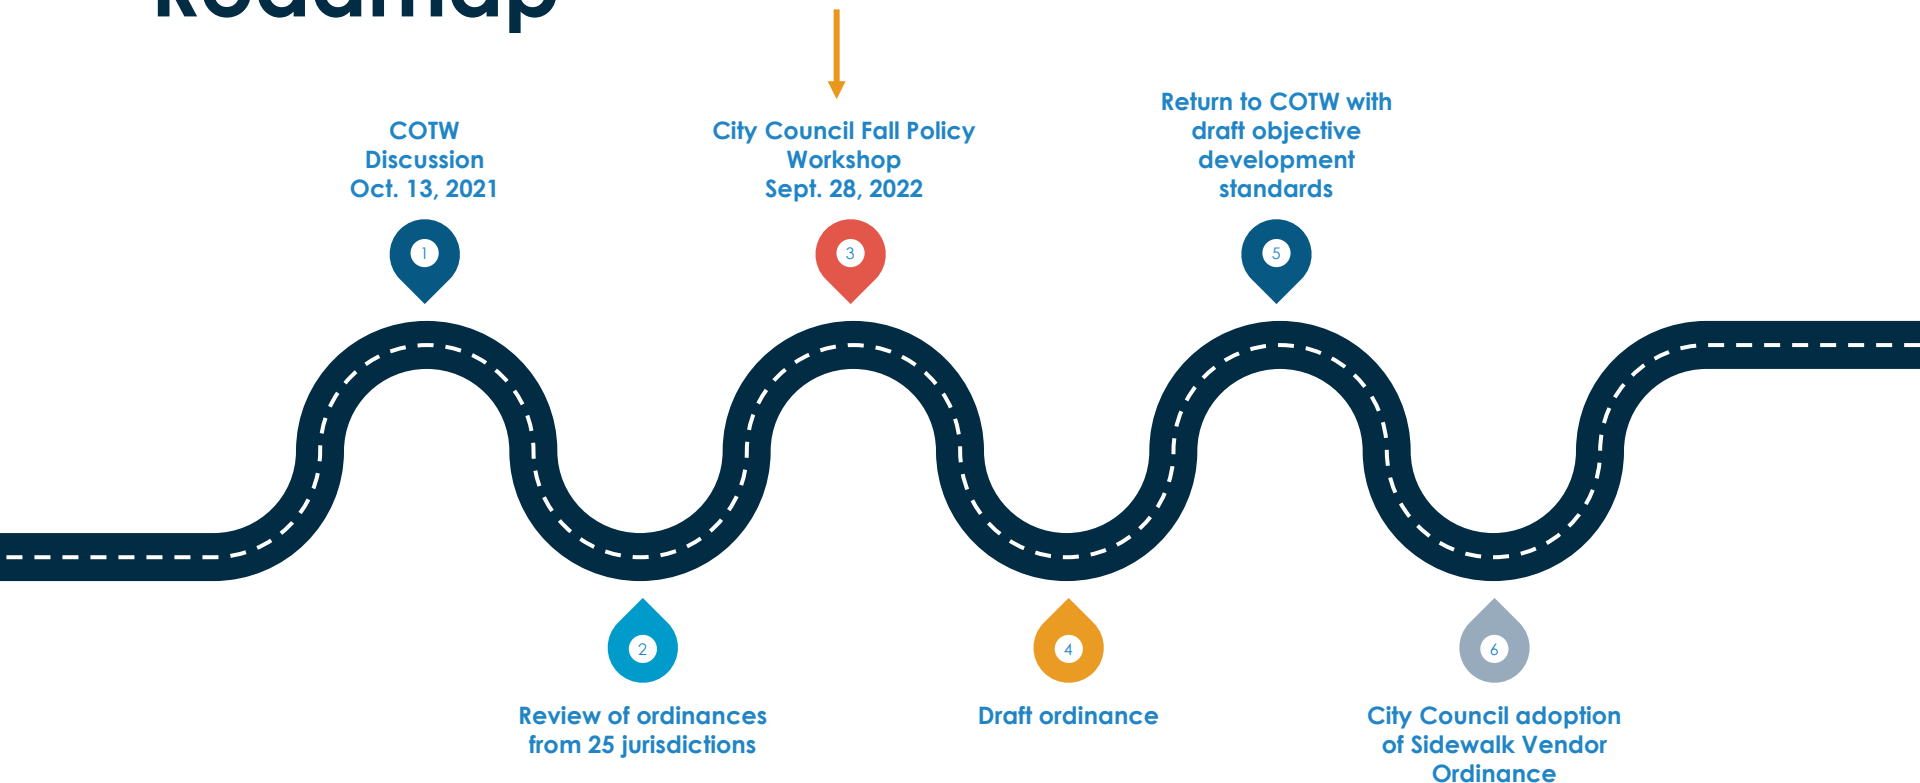 Roadmap
COTW
Discussion
Oct. 13, 2021
1
City Council Fall Policy
Workshop
Sept. 28, 2022
3
Return to COTW with
draft objective
development
standards
5
2
Review of ordinances
from 25 jurisdictions
4
Draft ordinance
6
City Council adoption
of Sidewalk Vendor
Ordinance